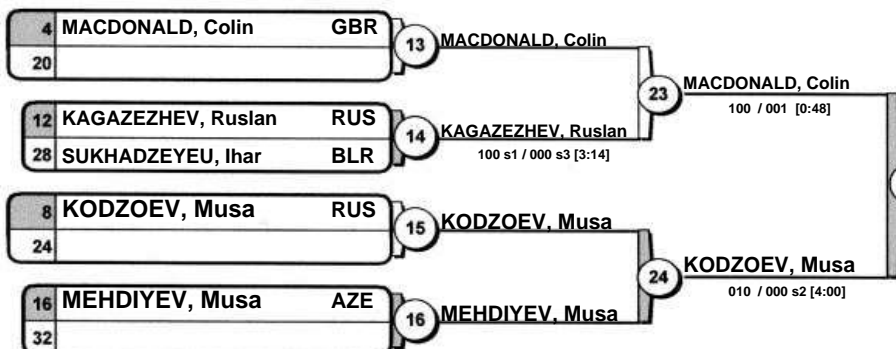 4 MACDONALD, Colin GBR
20
13
MACDONALD, Colin
12 KAGAZEZHEV, Ruslan RUS
28 SUKHADZEYEU, Ihar BLR
14
KAGAZEZHEV, Ruslan
100 s1 / 000 s3 [3:14]
23
MACDONALD, Colin
100 / 001 [0:48]
8 KODZOEV, Musa RUS
24
15
KODZOEV, Musa
16 MEHDIYEV, Musa AZE
32
16
MEHDIYEV, Musa
24
KODZOEV, Musa
010 / 000 s2 [4:00]